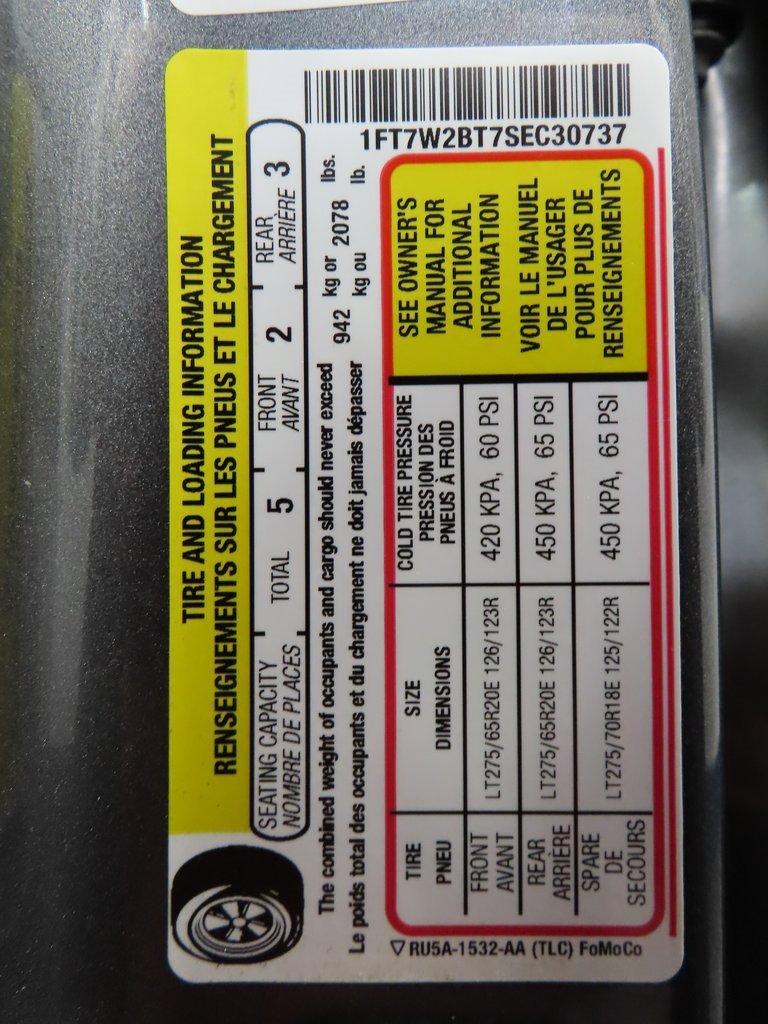 TIRE AND LOADING INFORMATION
RENSEIGNEMENTS SUR LES PNEUS ET LE CHARGEMENT
SEATING CAPACITY TOTAL 5 FRONT 2 REAR 3
NOMBRE DE PLACES AVANT ARRIÈRE
The combined weight of occupants and cargo should never exceed 942 kg or 2078 lbs.
Le poids total des occupants et du chargement ne doit jamais dépasser kg ou lb.
1FT7W2BT7SEC30737
TIRE SIZE COLD TIRE PRESSURE
PNEU DIMENSIONS PRESSION DES
PNEUS À FROID
FRONT
AVANT LT275/65R20E 126/123R 420 KPA, 60 PSI
REAR
ARRIÈRE LT275/65R20E 126/123R 450 KPA, 65 PSI
SPARE
DE
SECOURS LT275/70R18E 125/122R 450 KPA, 65 PSI
SEE OWNER'S
MANUAL FOR
ADDITIONAL
INFORMATION
VOIR LE MANUEL
DE L'USAGER
POUR PLUS DE
RENSEIGNEMENTS
RU5A-1532-AA (TLC) FoMoCo